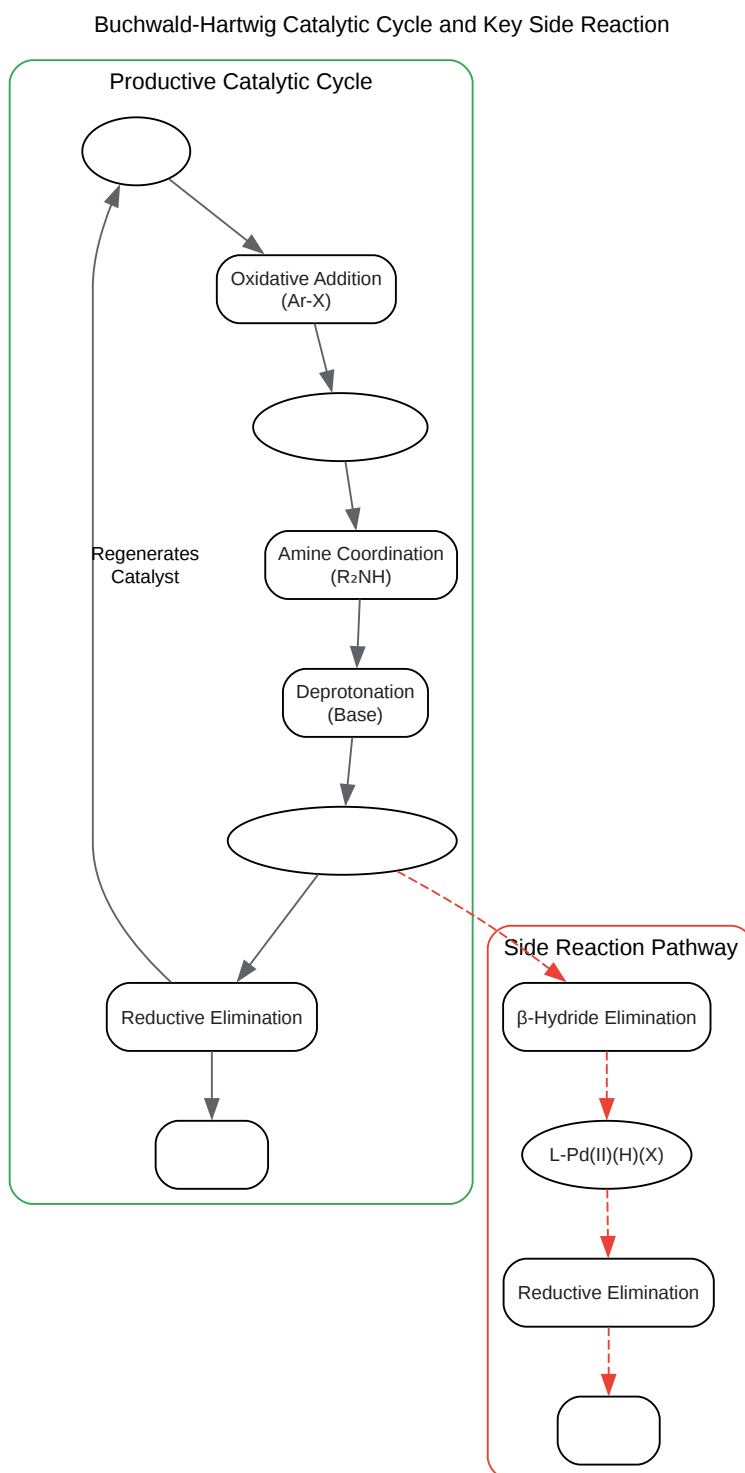 Buchwald-Hartwig Catalytic Cycle and Key Side Reaction
Productive Catalytic Cycle
Oxidative Addition
(Ar-X)
Amine Coordination
(R₂NH)
Regenerates
Catalyst
Deprotonation
(Base)
Reductive Elimination
Side Reaction Pathway
β-Hydride Elimination
L-Pd(II)(H)(X)
Reductive Elimination